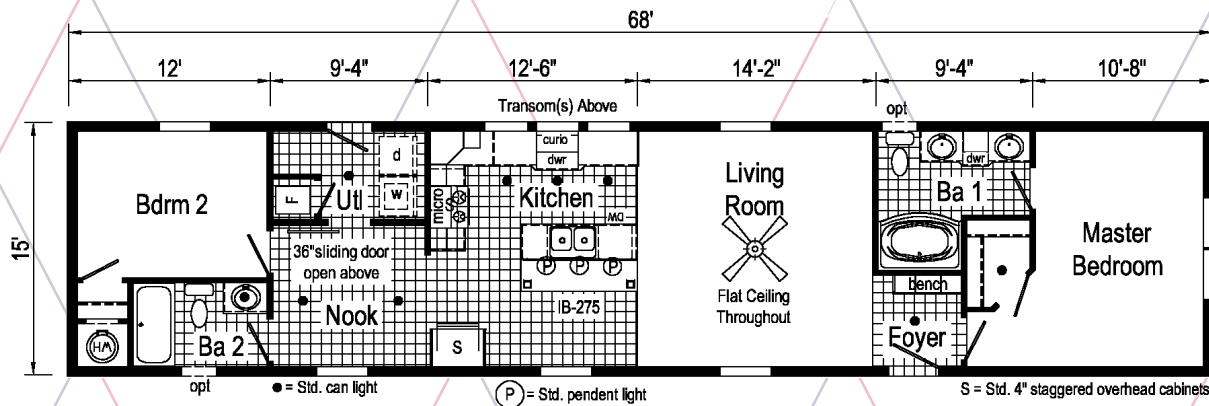 68'
12'
9'-4"
12'-6"
14'-2"
9'-4"
10'-8"
Transom(s) Above
opt
15'
curio
dwr
d
w
F
Utl
Bdrm 2
micro
S
Kitchen
DW
Living
Room
dwr
Ba 1
Master
Bedroom
36"sliding door
open above
P P P
Flat Ceiling
Throughout
bench
Nook
IB-275
Foyer
WH
Ba 2
S
opt
● = Std. can light
P = Std. pendent light
S = Std. 4" staggered overhead cabinets